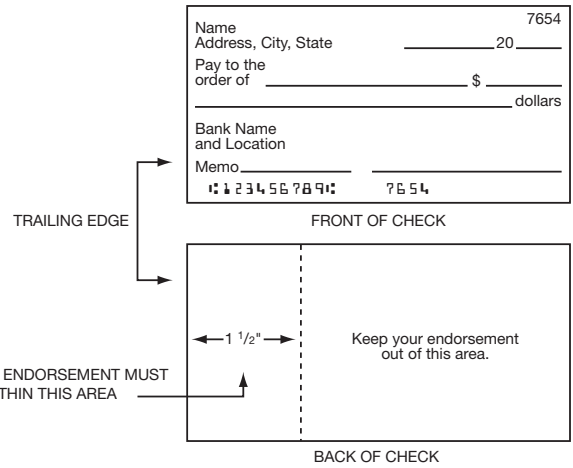 7654
Name
Address, City, State 20
Pay to the
order of $
dollars
Bank Name
and Location
Memo
⑆123456789⑆ 7654
TRAILING EDGE
FRONT OF CHECK
1 1/2"
Keep your endorsement
out of this area.
ENDORSEMENT MUST
THIN THIS AREA
BACK OF CHECK